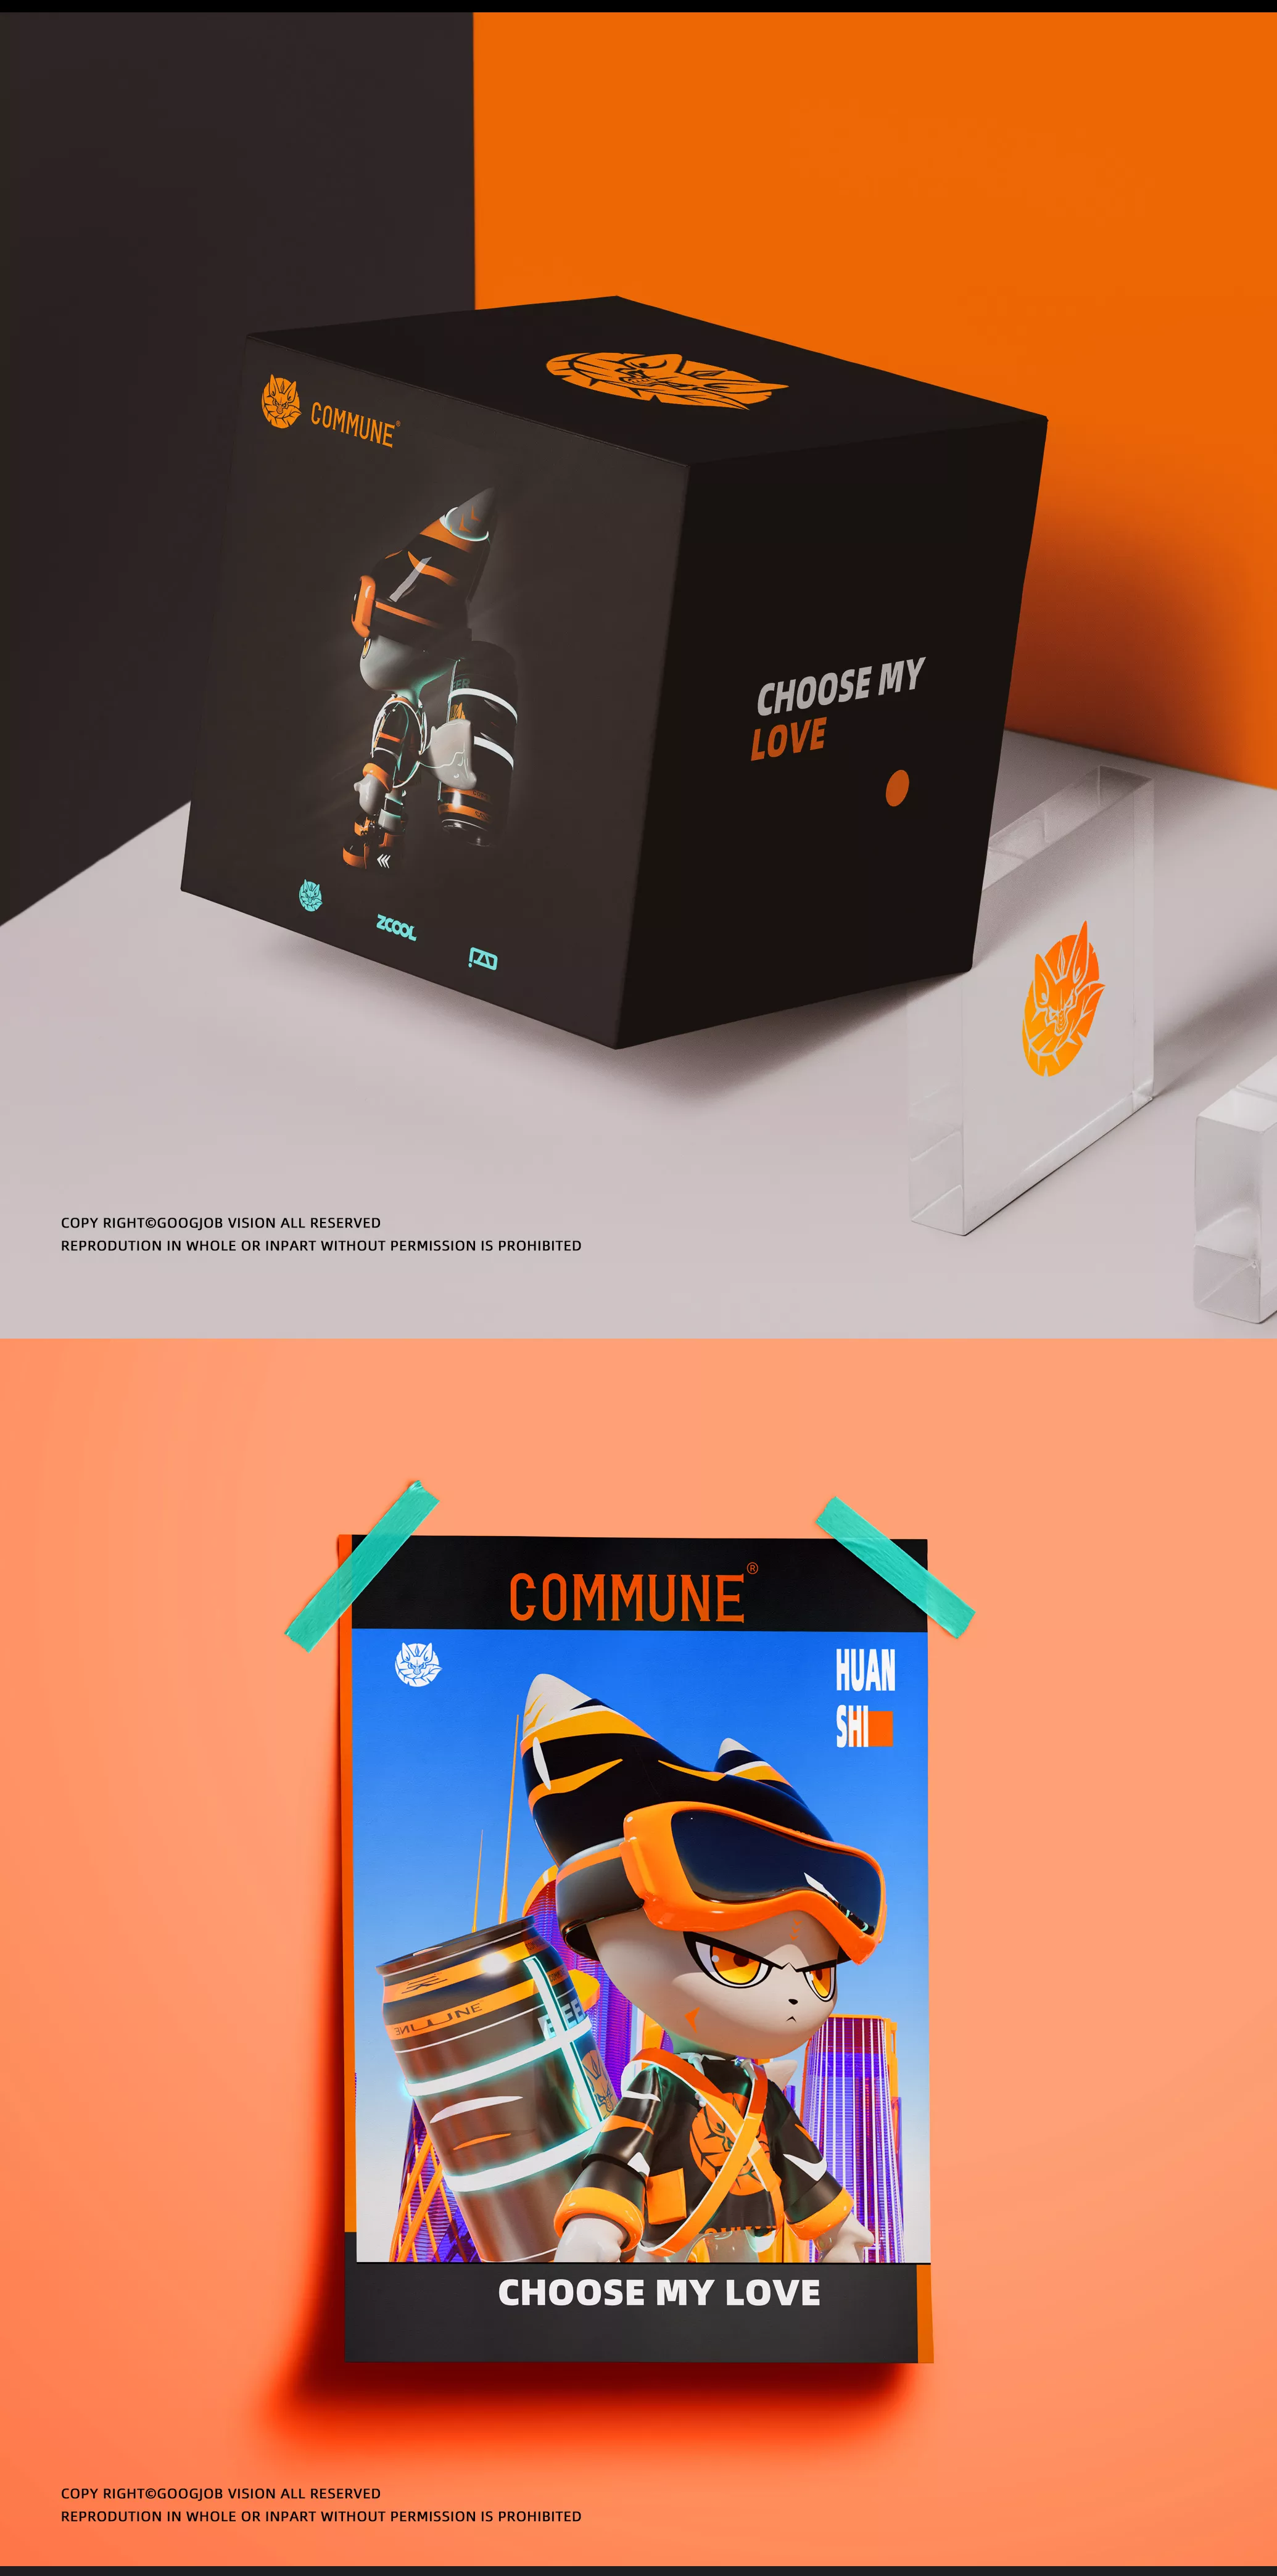 COMMUNE®
CHOOSE MY
LOVE
ZCOOL
COPY RIGHT©GOOGJOB VISION ALL RESERVED
REPRODUTION IN WHOLE OR INPART WITHOUT PERMISSION IS PROHIBITED
COMMUNE®
HUAN
SHI
CHOOSE MY LOVE
COPY RIGHT©GOOGJOB VISION ALL RESERVED
REPRODUTION IN WHOLE OR INPART WITHOUT PERMISSION IS PROHIBITED